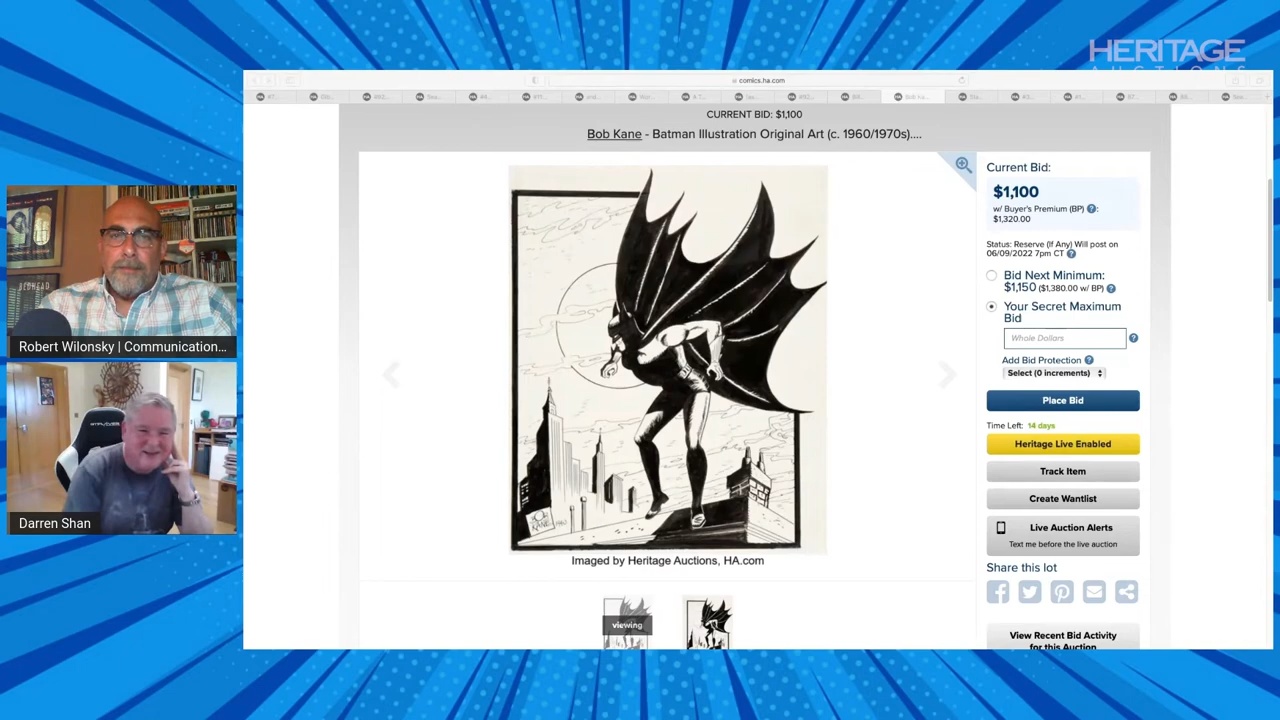 HERITAGE
AUCTIONS
comics.ha.com
CURRENT BID: $1,100
Bob Kane - Batman Illustration Original Art (c. 1960/1970s)....
Current Bid:
$1,100
w/ Buyer's Premium (BP) ?:
$1,320.00
Status: Reserve (If Any) Will post on
06/09/2022 7pm CT ?
Bid Next Minimum:
$1,150 ($1,380.00 w/ BP) ?
Your Secret Maximum
Bid
Whole Dollars ?
Add Bid Protection ?
Select (0 increments)
Place Bid
Time Left: 14 days
Heritage Live Enabled
Track Item
Create Wantlist
Live Auction Alerts
Text me before the live auction
Share this lot
View Recent Bid Activity
for this Auction
BOB
KANE
Imaged by Heritage Auctions, HA.com
viewing
BEDHEAD
Robert Wilonsky | Communication...
Darren Shan